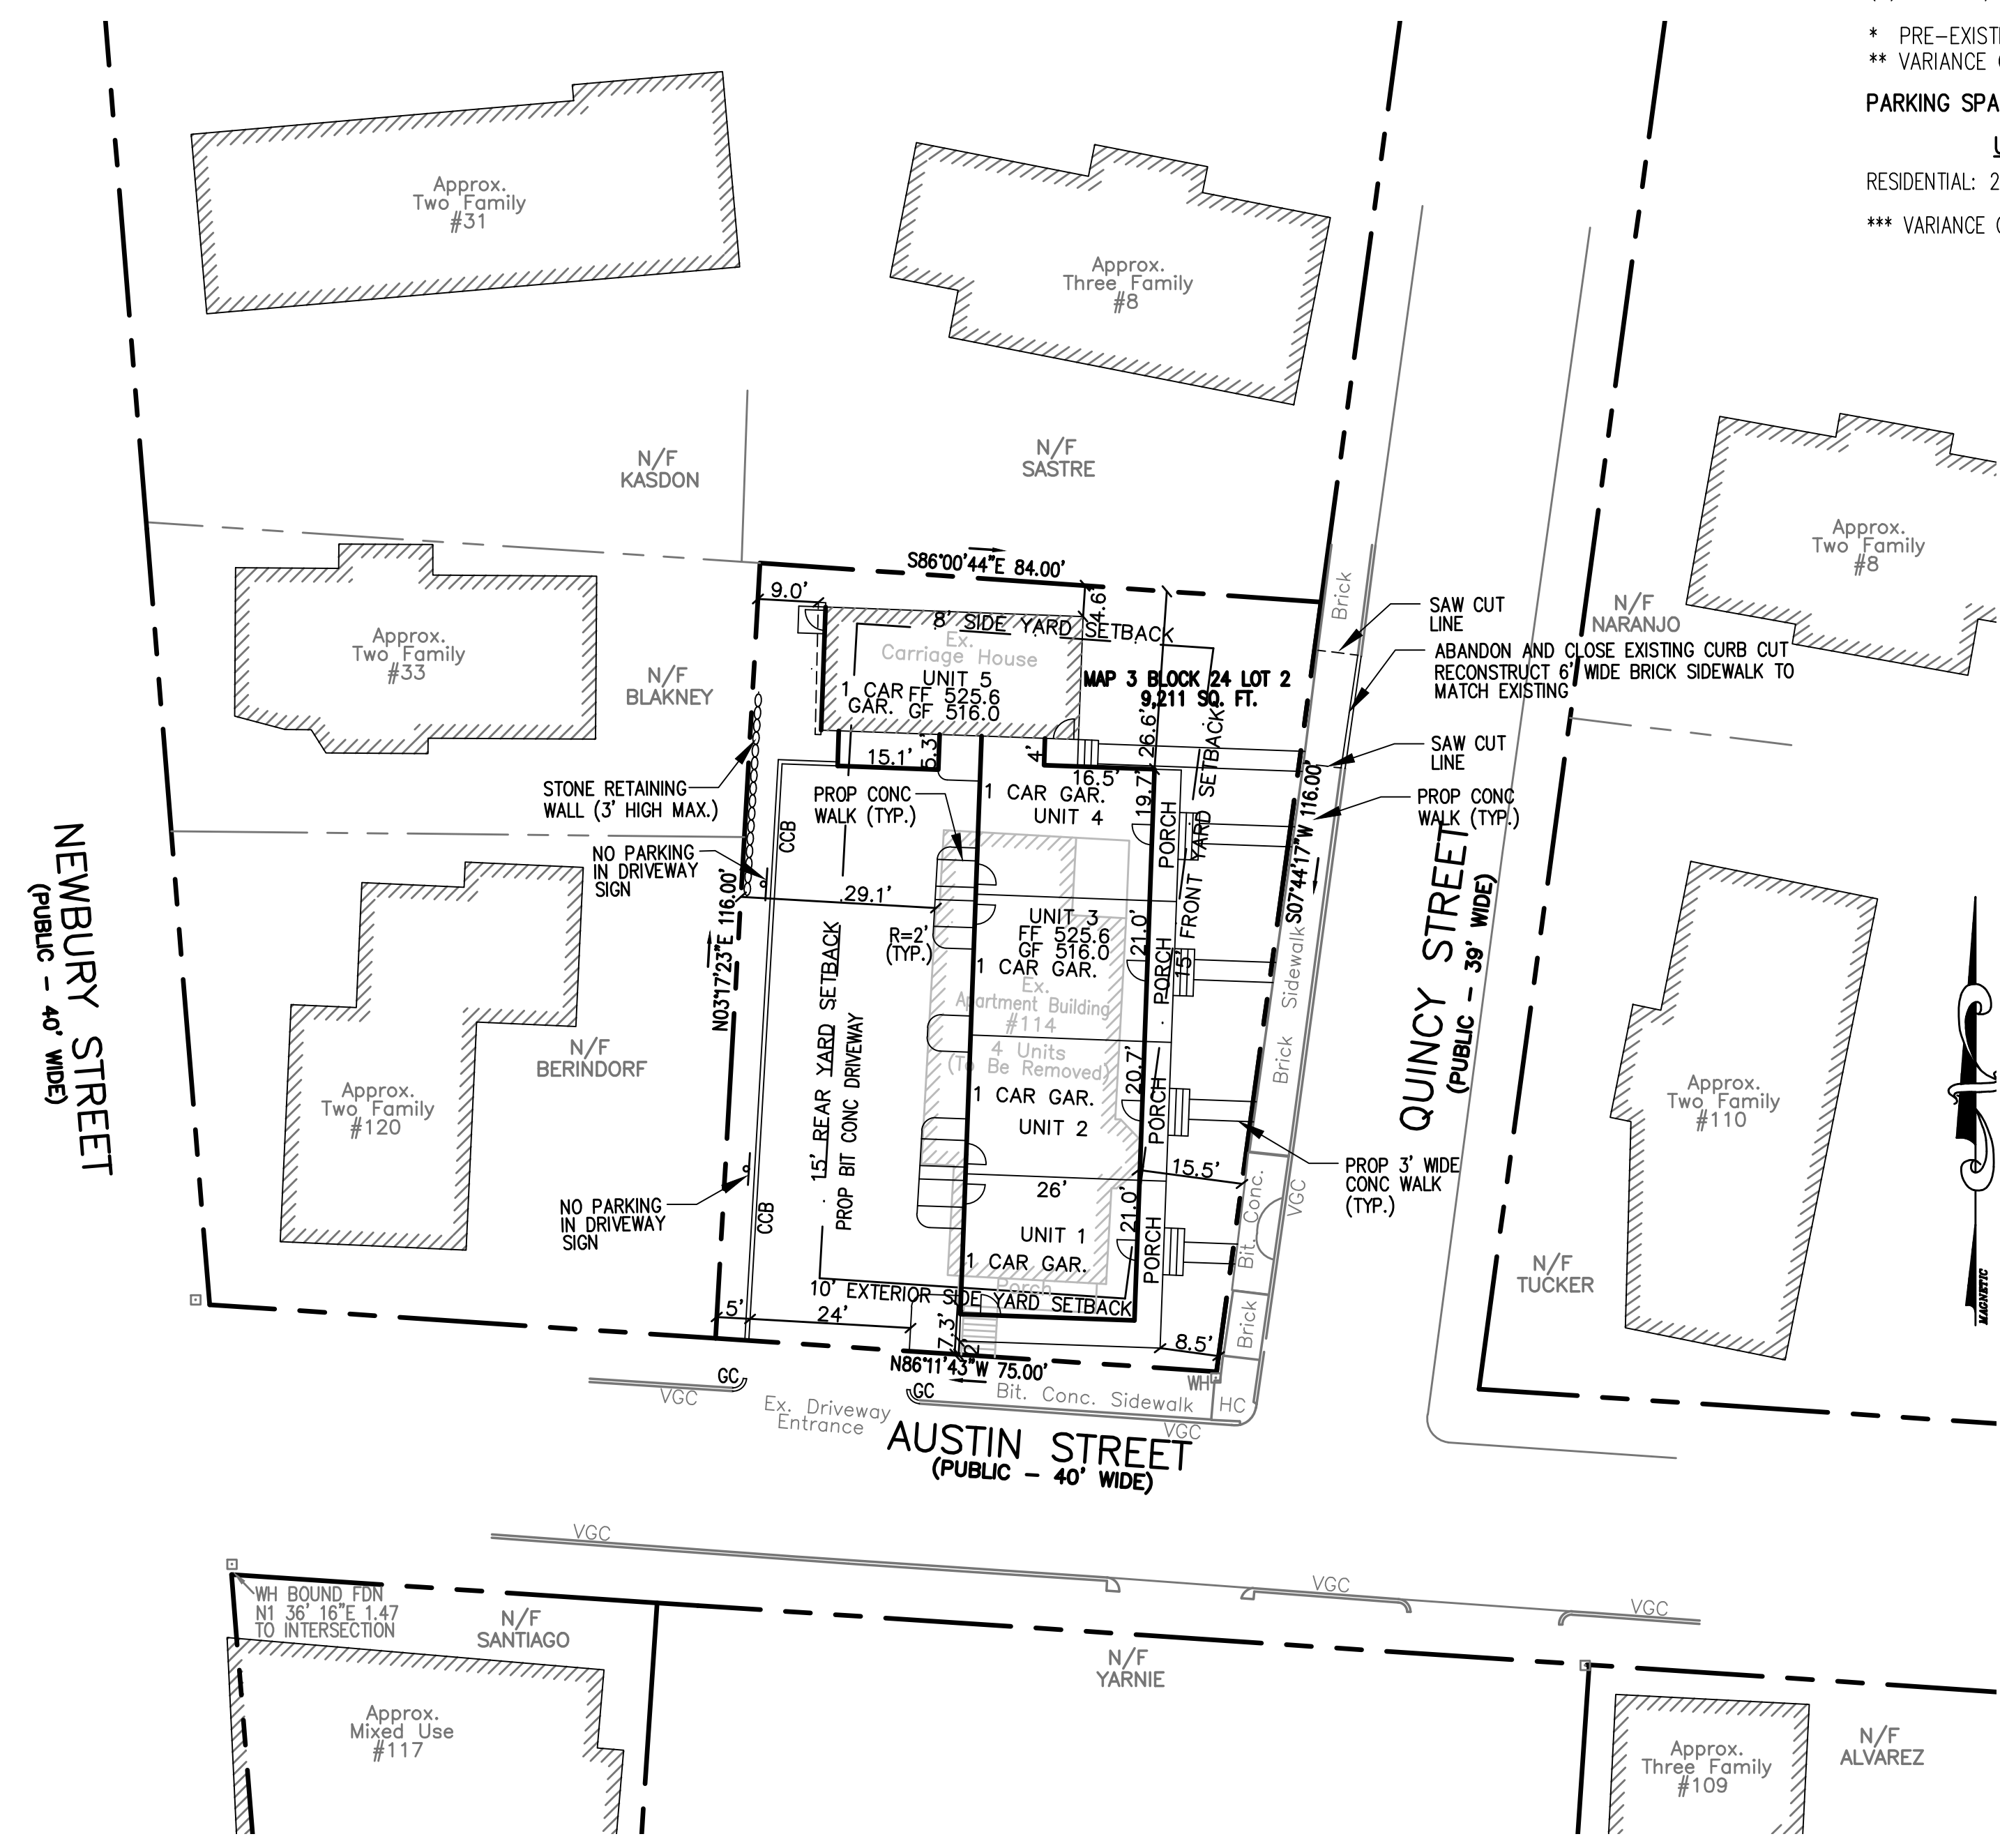 * PRE-EXIST
** VARIANCE
PARKING SPA
RESIDENTIAL: 2
*** VARIANCE
Approx.
Two Family
#31
Approx.
Three Family
#8
N/F
KASDON
N/F
SASTRE
Approx.
Two Family
#8
S86°00'44"E 84.00'
9.0'
4.6'
8' SIDE YARD SETBACK
Ex.
Carriage House
UNIT 5
1 CAR FF 525.6
GAR. GF 516.0
MAP 3 BLOCK 24 LOT 2
9,211 SQ. FT.
Approx.
Two Family
#33
N/F
BLAKNEY
Brick
SAW CUT
LINE
N/F
NARANJO
ABANDON AND CLOSE EXISTING CURB CUT
RECONSTRUCT 6' WIDE BRICK SIDEWALK TO
MATCH EXISTING
SAW CUT
LINE
PROP CONC
WALK (TYP.)
STONE RETAINING
WALL (3' HIGH MAX.)
15.1'
5.3'
4'
16.5'
26.6'
19.7'
PROP CONC
WALK (TYP.)
1 CAR GAR.
UNIT 4
PORCH
15' FRONT YARD SETBACK
S07°44'17"W 116.00'
NO PARKING
IN DRIVEWAY
SIGN
CCB
29.1'
R=2'
(TYP.)
N03°17'23"E 116.00'
15' REAR YARD SETBACK
PROP BIT CONC DRIVEWAY
UNIT 3
FF 525.6
GF 516.0
1 CAR GAR.
21.0'
PORCH
Ex.
Apartment Building
#114
4 Units
(To Be Removed)
1 CAR GAR.
UNIT 2
20.7'
PORCH
15.5'
26'
UNIT 1
1 CAR GAR.
21.0'
PORCH
Porch
10' EXTERIOR SIDE YARD SETBACK
Brick Sidewalk
Bit. Conc.
VGC
Brick
QUINCY STREET
(PUBLIC - 39' WIDE)
NEWBURY STREET
(PUBLIC - 40' WIDE)
N/F
BERINDORF
Approx.
Two Family
#120
NO PARKING
IN DRIVEWAY
SIGN
CCB
PROP 3' WIDE
CONC WALK
(TYP.)
Approx.
Two Family
#110
N/F
TUCKER
MAGNETIC
5'
24'
7.3'
2'
8.5'
N86°11'43"W 75.00'
GC
VGC
GC
Ex. Driveway
Entrance
Bit. Conc. Sidewalk
WH
HC
VGC
AUSTIN STREET
(PUBLIC - 40' WIDE)
VGC
VGC
VGC
WH BOUND FDN
N1 36' 16"E 1.47
TO INTERSECTION
N/F
SANTIAGO
N/F
YARNIE
Approx.
Mixed Use
#117
Approx.
Three Family
#109
N/F
ALVAREZ